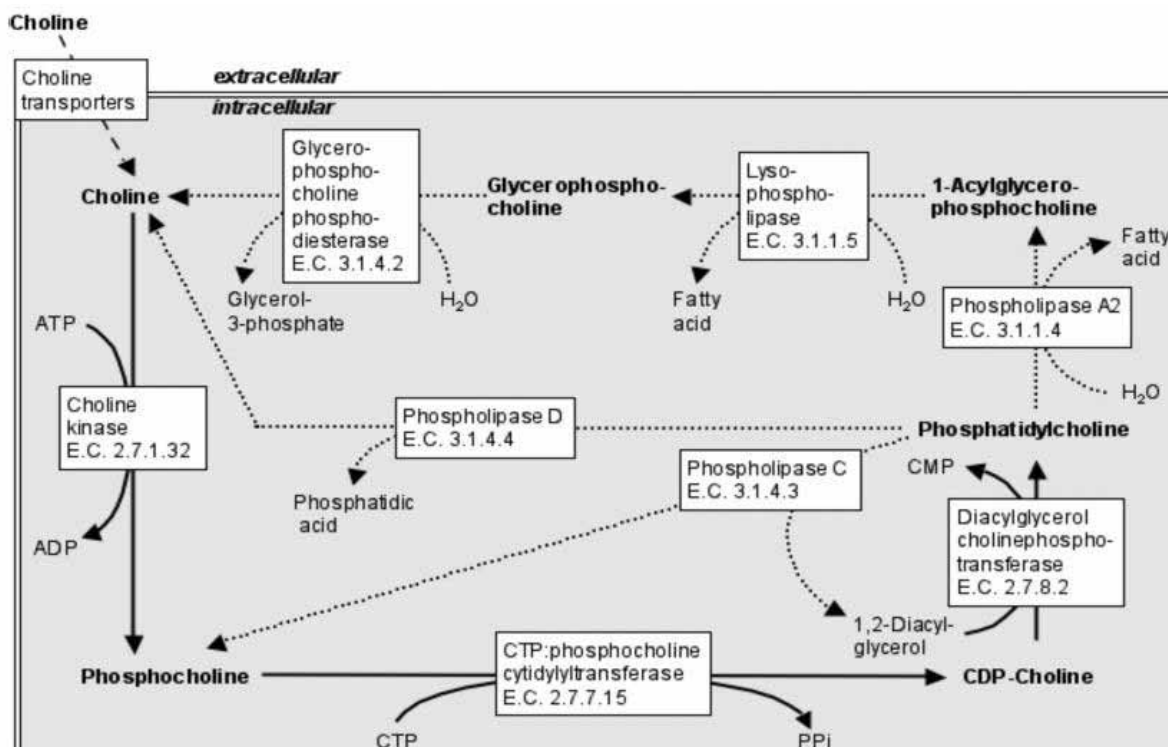 Choline
Choline
transporters
extracellular
intracellular
Glycero-
phospho-
choline
phospho-
diesterase
E.C. 3.1.4.2
Glycerophospho-
choline
Lyso-
phospho-
lipase
E.C. 3.1.1.5
1-Acylglycero-
phosphocholine
Choline
Fatty
acid
Glycerol-
3-phosphate
H₂O
Fatty
acid
H₂O
Phospholipase A2
E.C. 3.1.1.4
ATP
H₂O
Choline
kinase
E.C. 2.7.1.32
Phospholipase D
E.C. 3.1.4.4
Phosphatidylcholine
Phospholipase C
E.C. 3.1.4.3
CMP
Phosphatidic
acid
Diacylglycerol
cholinephospho-
transferase
E.C. 2.7.8.2
ADP
1,2-Diacyl-
glycerol
Phosphocholine
CTP:phosphocholine
cytidylyltransferase
E.C. 2.7.7.15
CDP-Choline
CTP
PPi